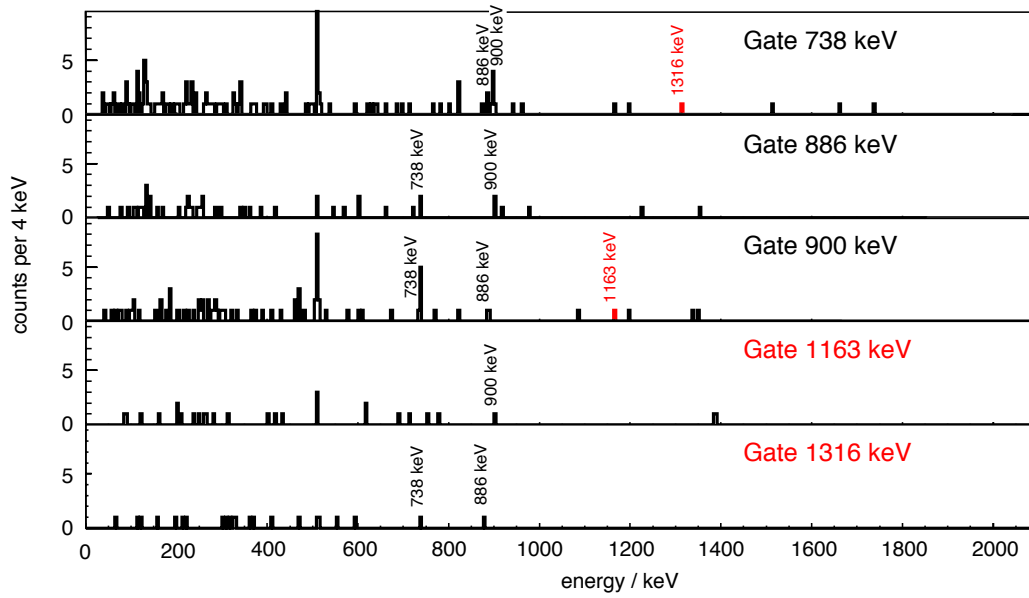 counts per 4 keV
5
0
886 keV
900 keV
1316 keV
Gate 738 keV
5
0
738 keV
900 keV
Gate 886 keV
5
0
738 keV
886 keV
1163 keV
Gate 900 keV
5
0
900 keV
Gate 1163 keV
5
0
738 keV
886 keV
Gate 1316 keV
0 200 400 600 800 1000 1200 1400 1600 1800 2000
energy / keV